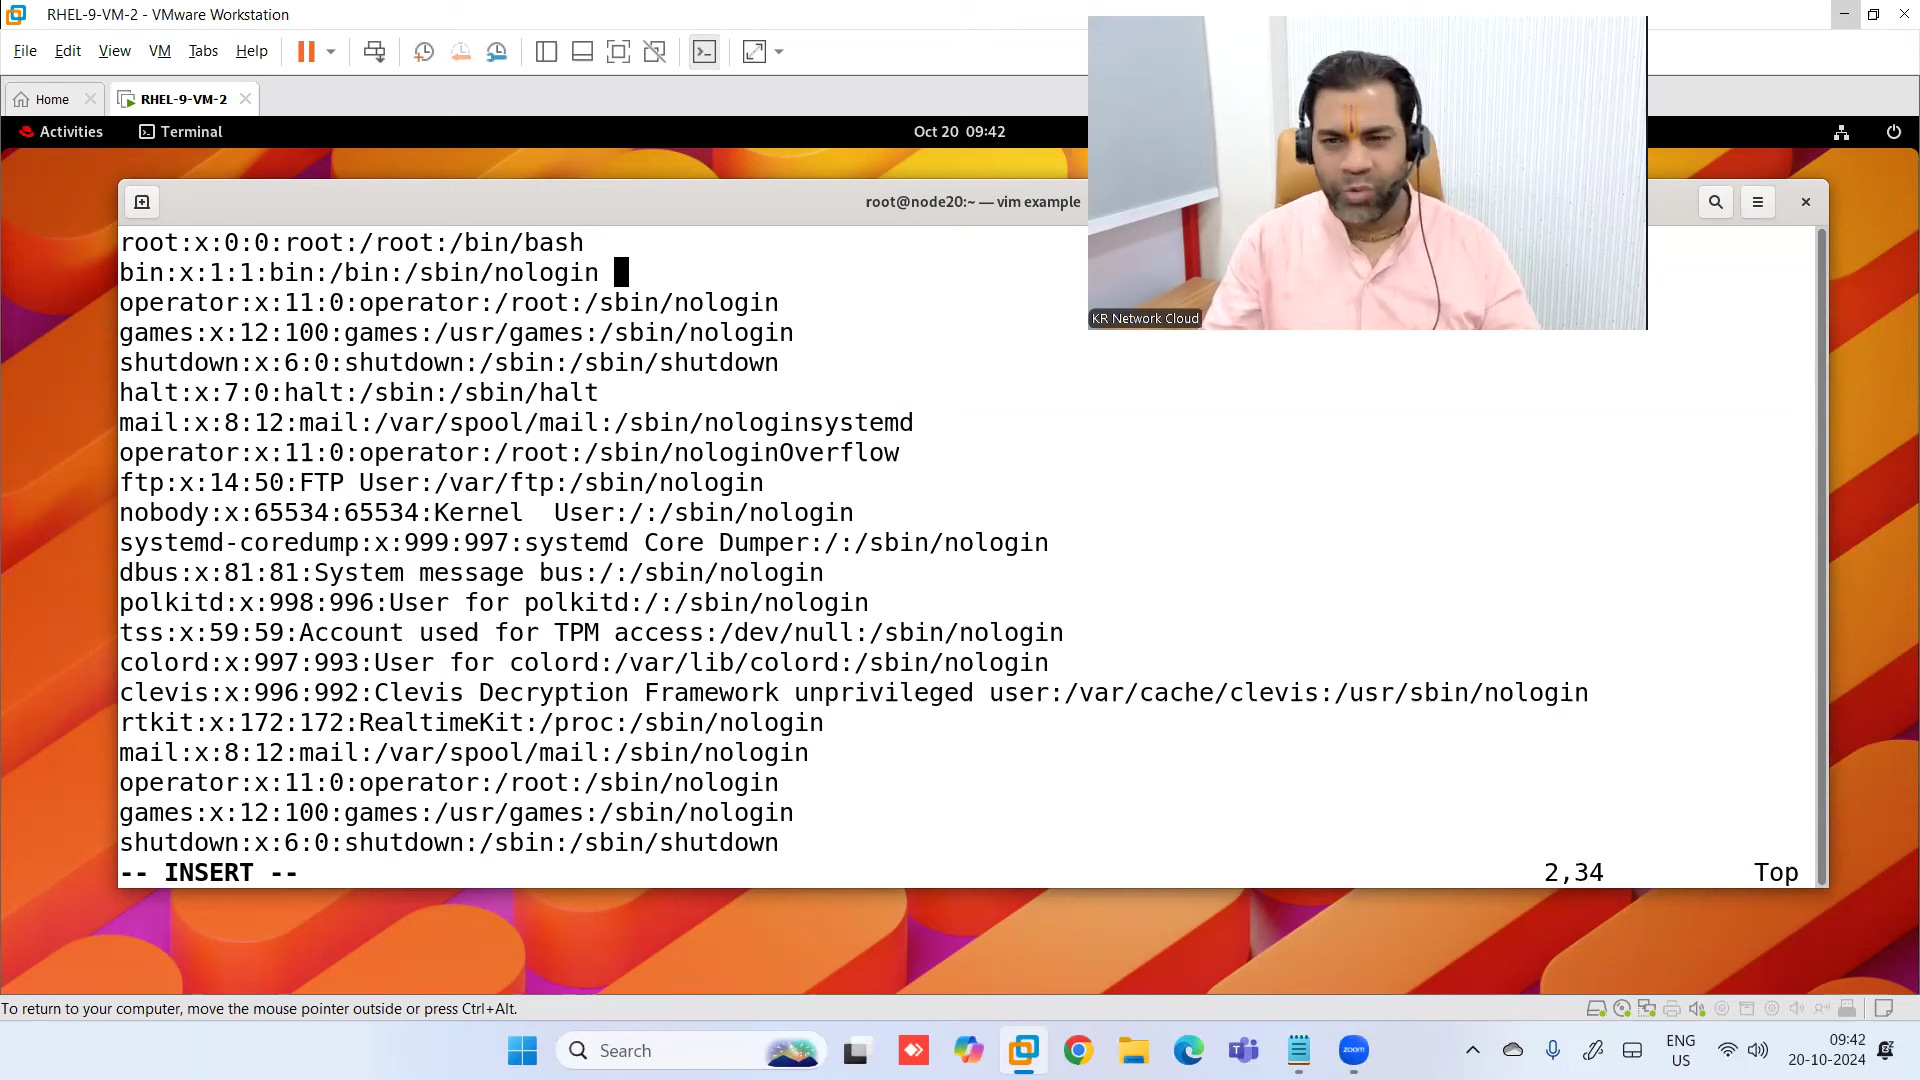 RHEL-9-VM-2 - VMware Workstation
File Edit View VM Tabs Help
Home RHEL-9-VM-2
Activities Terminal Oct 20 09:42
root@node20:~ — vim example
KR Network Cloud
root:x:0:0:root:/root:/bin/bash
bin:x:1:1:bin:/bin:/sbin/nologin
operator:x:11:0:operator:/root:/sbin/nologin
games:x:12:100:games:/usr/games:/sbin/nologin
shutdown:x:6:0:shutdown:/sbin:/sbin/shutdown
halt:x:7:0:halt:/sbin:/sbin/halt
mail:x:8:12:mail:/var/spool/mail:/sbin/nologinsystemd
operator:x:11:0:operator:/root:/sbin/nologinOverflow
ftp:x:14:50:FTP User:/var/ftp:/sbin/nologin
nobody:x:65534:65534:Kernel  User:/:/sbin/nologin
systemd-coredump:x:999:997:systemd Core Dumper:/:/sbin/nologin
dbus:x:81:81:System message bus:/:/sbin/nologin
polkitd:x:998:996:User for polkitd:/:/sbin/nologin
tss:x:59:59:Account used for TPM access:/dev/null:/sbin/nologin
colord:x:997:993:User for colord:/var/lib/colord:/sbin/nologin
clevis:x:996:992:Clevis Decryption Framework unprivileged user:/var/cache/clevis:/usr/sbin/nologin
rtkit:x:172:172:RealtimeKit:/proc:/sbin/nologin
mail:x:8:12:mail:/var/spool/mail:/sbin/nologin
operator:x:11:0:operator:/root:/sbin/nologin
games:x:12:100:games:/usr/games:/sbin/nologin
shutdown:x:6:0:shutdown:/sbin:/sbin/shutdown
-- INSERT -- 2,34 Top
To return to your computer, move the mouse pointer outside or press Ctrl+Alt.
Search zoom ENG 09:42
US 20-10-2024